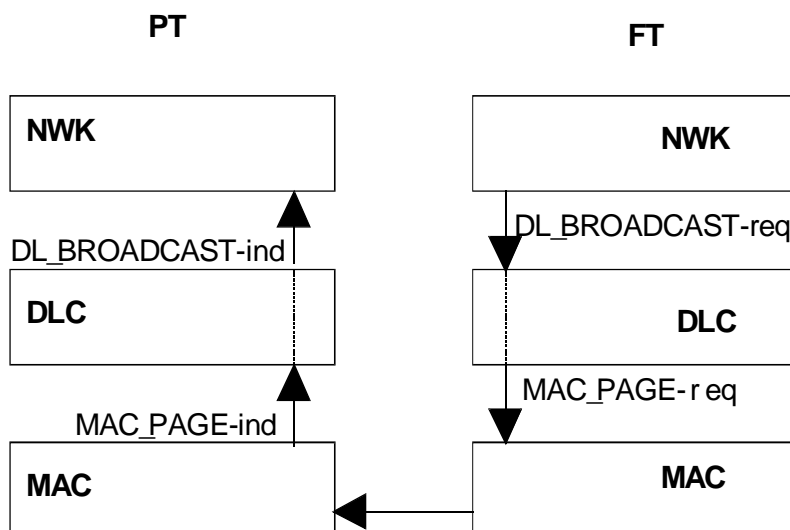 PT
FT
NWK
NWK
DL_BROADCAST-ind
DL_BROADCAST-req
DLC
DLC
MAC_PAGE-ind
MAC_PAGE-r eq
MAC
MAC